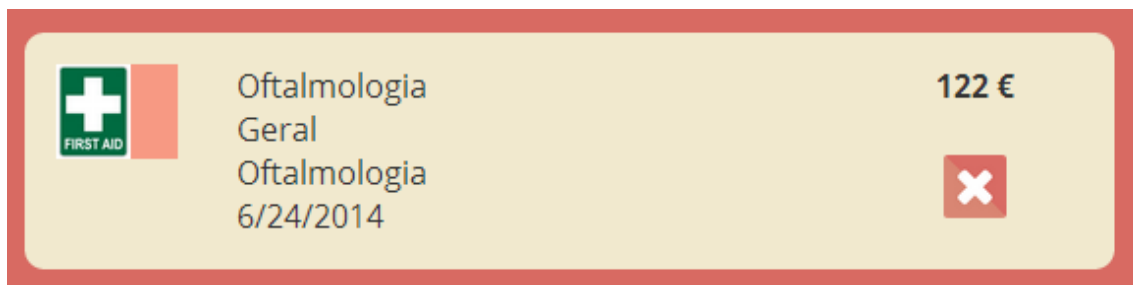 FIRST AID
Oftalmologia
Geral
Oftalmologia
6/24/2014
122 €